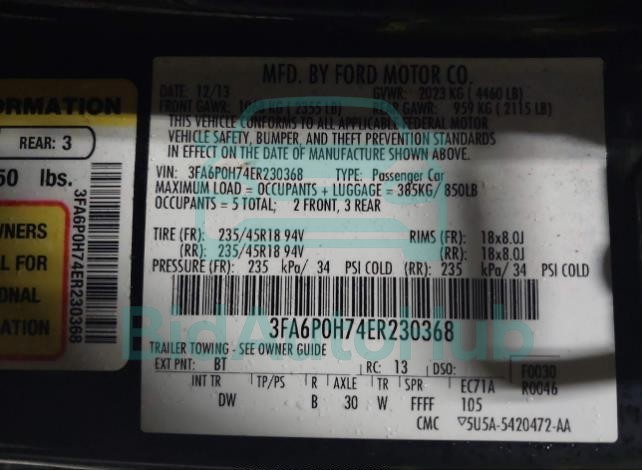 ORMATION
REAR: 3
50 lbs.
WNERS
L FOR
ONAL
ATION
3FA6P0H74ER230368
MFD. BY FORD MOTOR CO.
DATE: 12/13 GVWR: 2023 KG ( 4460 LB)
FRONT GAWR: KG ( 2355 LB) REAR GAWR: 959 KG ( 2115 LB)
THIS VEHICLE CONFORMS TO ALL APPLICABLE FEDERAL MOTOR
VEHICLE SAFETY, BUMPER, AND THEFT PREVENTION STANDARDS
IN EFFECT ON THE DATE OF MANUFACTURE SHOWN ABOVE.
VIN: 3FA6P0H74ER230368 TYPE: Passenger Car
MAXIMUM LOAD = OCCUPANTS + LUGGAGE = 385KG/ 850LB
OCCUPANTS = 5 TOTAL; 2 FRONT, 3 REAR
TIRE (FR): 235/45R18 94V RIMS (FR): 18x8.0J
(RR): 235/45R18 94V (RR): 18x8.0J
PRESSURE (FR): 235 kPa/ 34 PSI COLD (RR): 235 kPa/ 34 PSI COLD
3FA6P0H74ER230368
BidAutoHub
TRAILER TOWING - SEE OWNER GUIDE
EXT PNT: BT RC: 13 DSO: F0030
INT TR TP/PS R AXLE TR SPR EC71A R0046
DW B 30 W FFFF 105
CMC ▽5U5A-5420472-AA